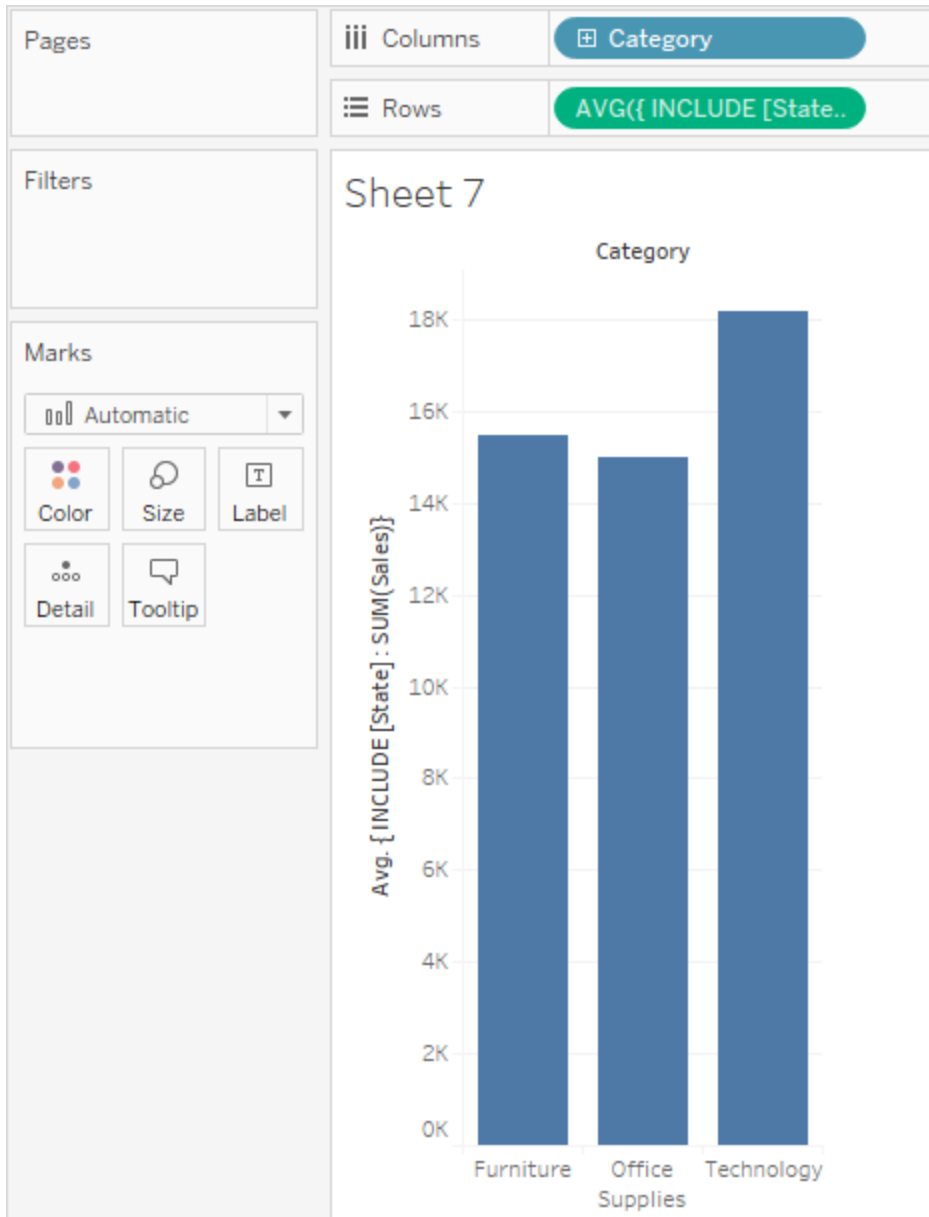 Pages
Columns
Category
Rows
AVG({ INCLUDE [State..
Filters
Sheet 7
Category
Marks
Automatic
Color
Size
Label
T
Detail
Tooltip
Avg. { INCLUDE [State] : SUM(Sales)}
18K
16K
14K
12K
10K
8K
6K
4K
2K
0K
Furniture
Office
Supplies
Technology